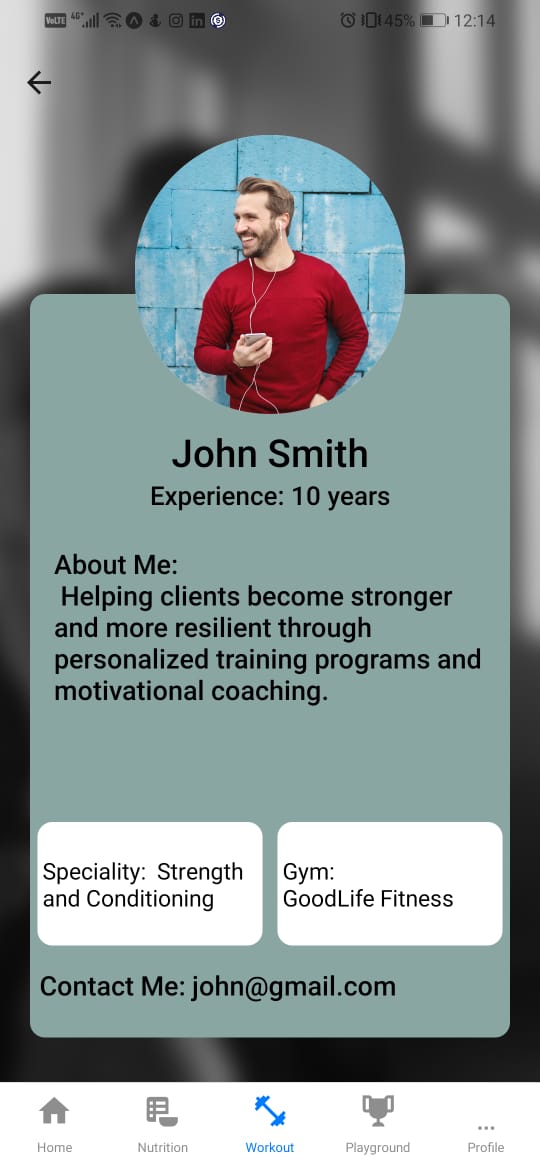 VoLTE 4G+ 45% 12:14
John Smith
Experience: 10 years
About Me:
Helping clients become stronger
and more resilient through
personalized training programs and
motivational coaching.
Speciality:  Strength
and Conditioning
Gym:
GoodLife Fitness
Contact Me: john@gmail.com
Home Nutrition Workout Playground Profile